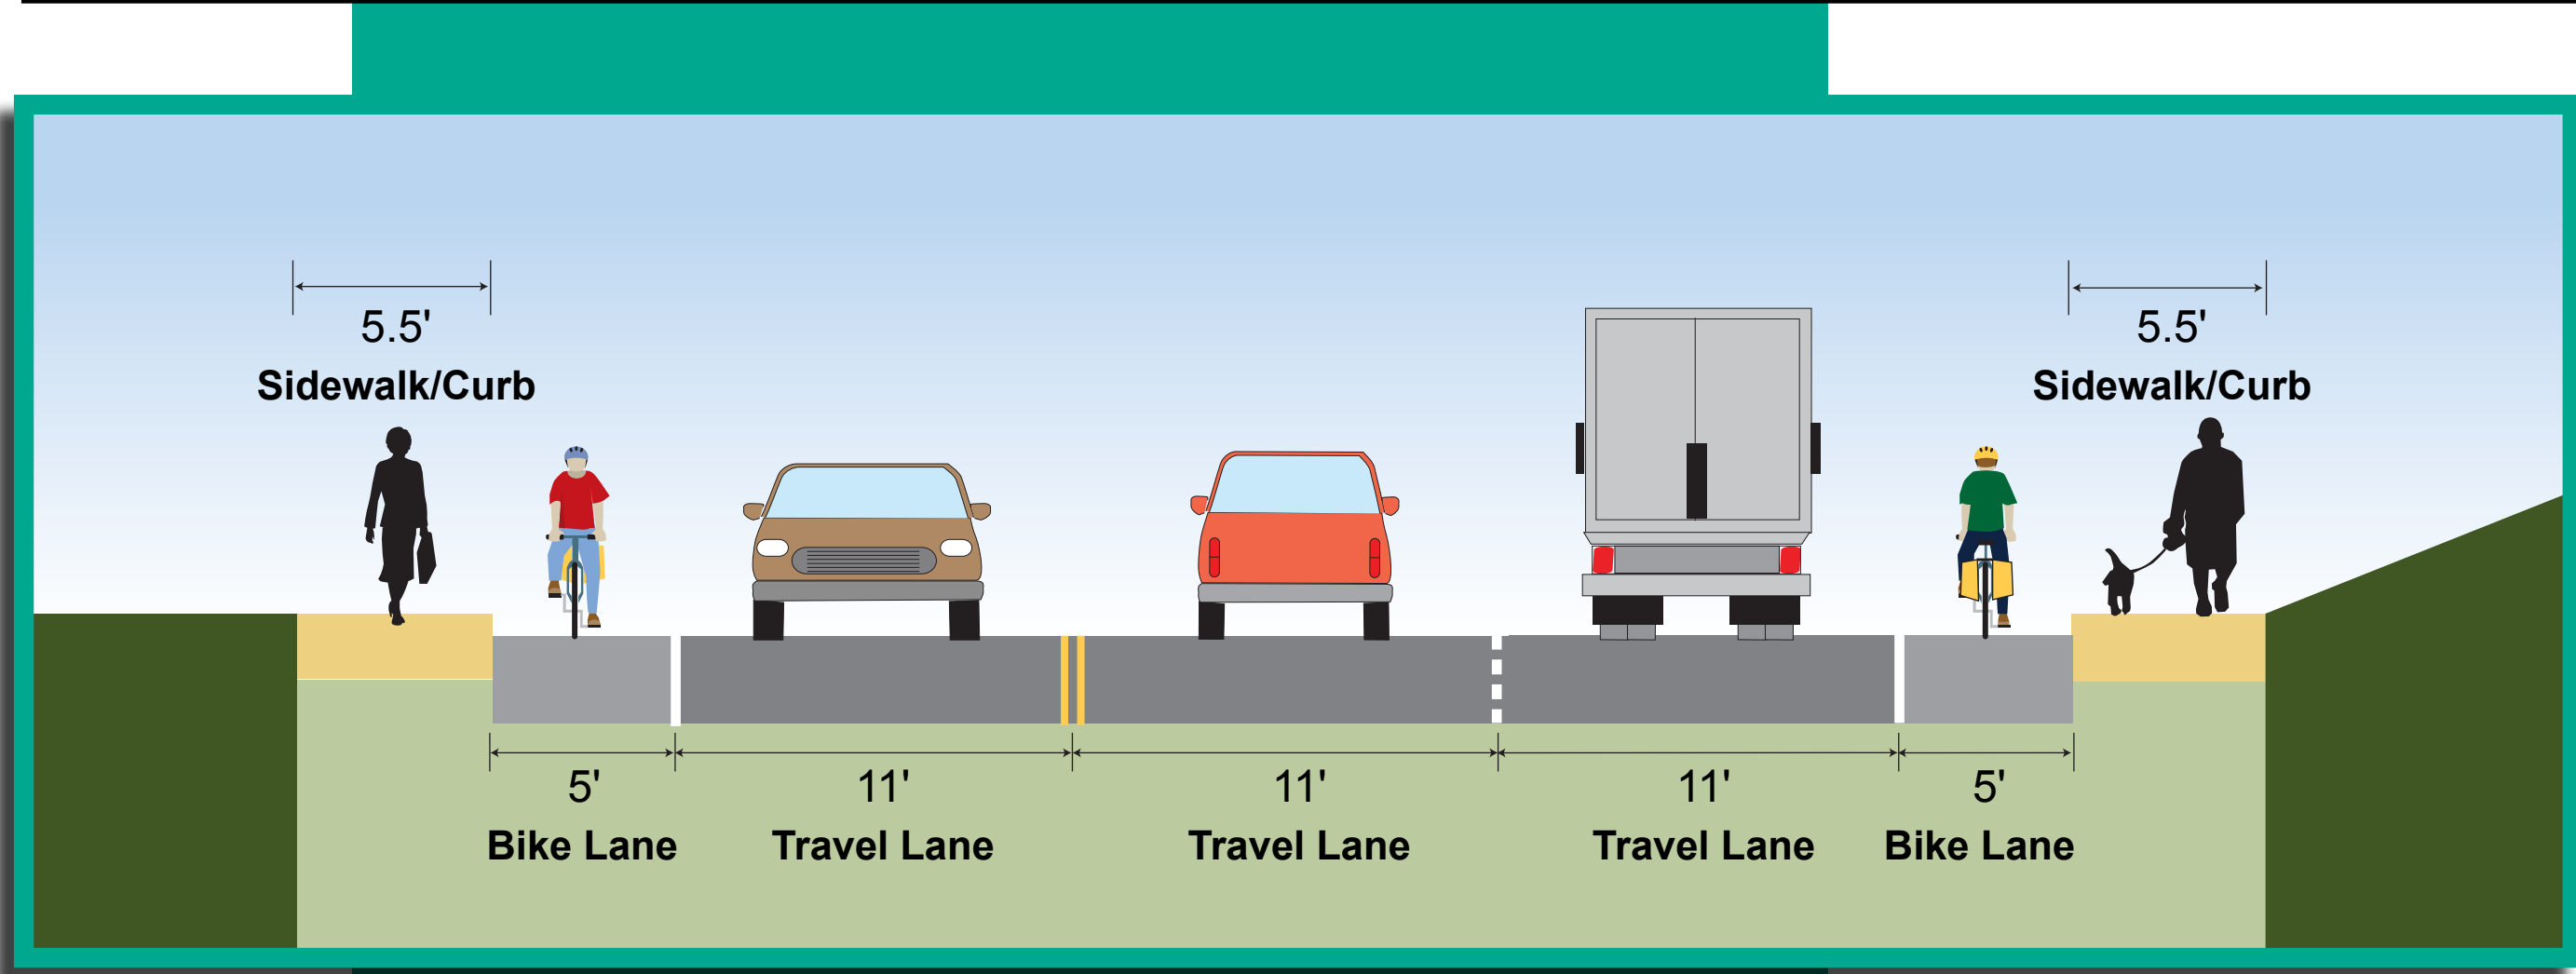 5.5'
Sidewalk/Curb
5.5'
Sidewalk/Curb
5'
Bike Lane
11'
Travel Lane
11'
Travel Lane
11'
Travel Lane
5'
Bike Lane